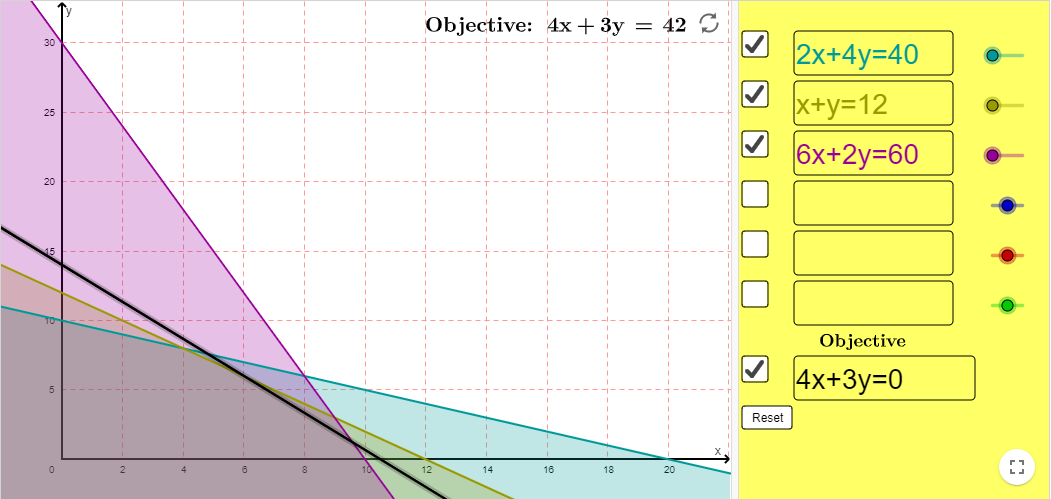 y
Objective: 4x + 3y = 42
30
25
20
15
10
5
0 2 4 6 8 10 12 14 16 18 20
x
2x+4y=40
x+y=12
6x+2y=60
Objective
4x+3y=0
Reset